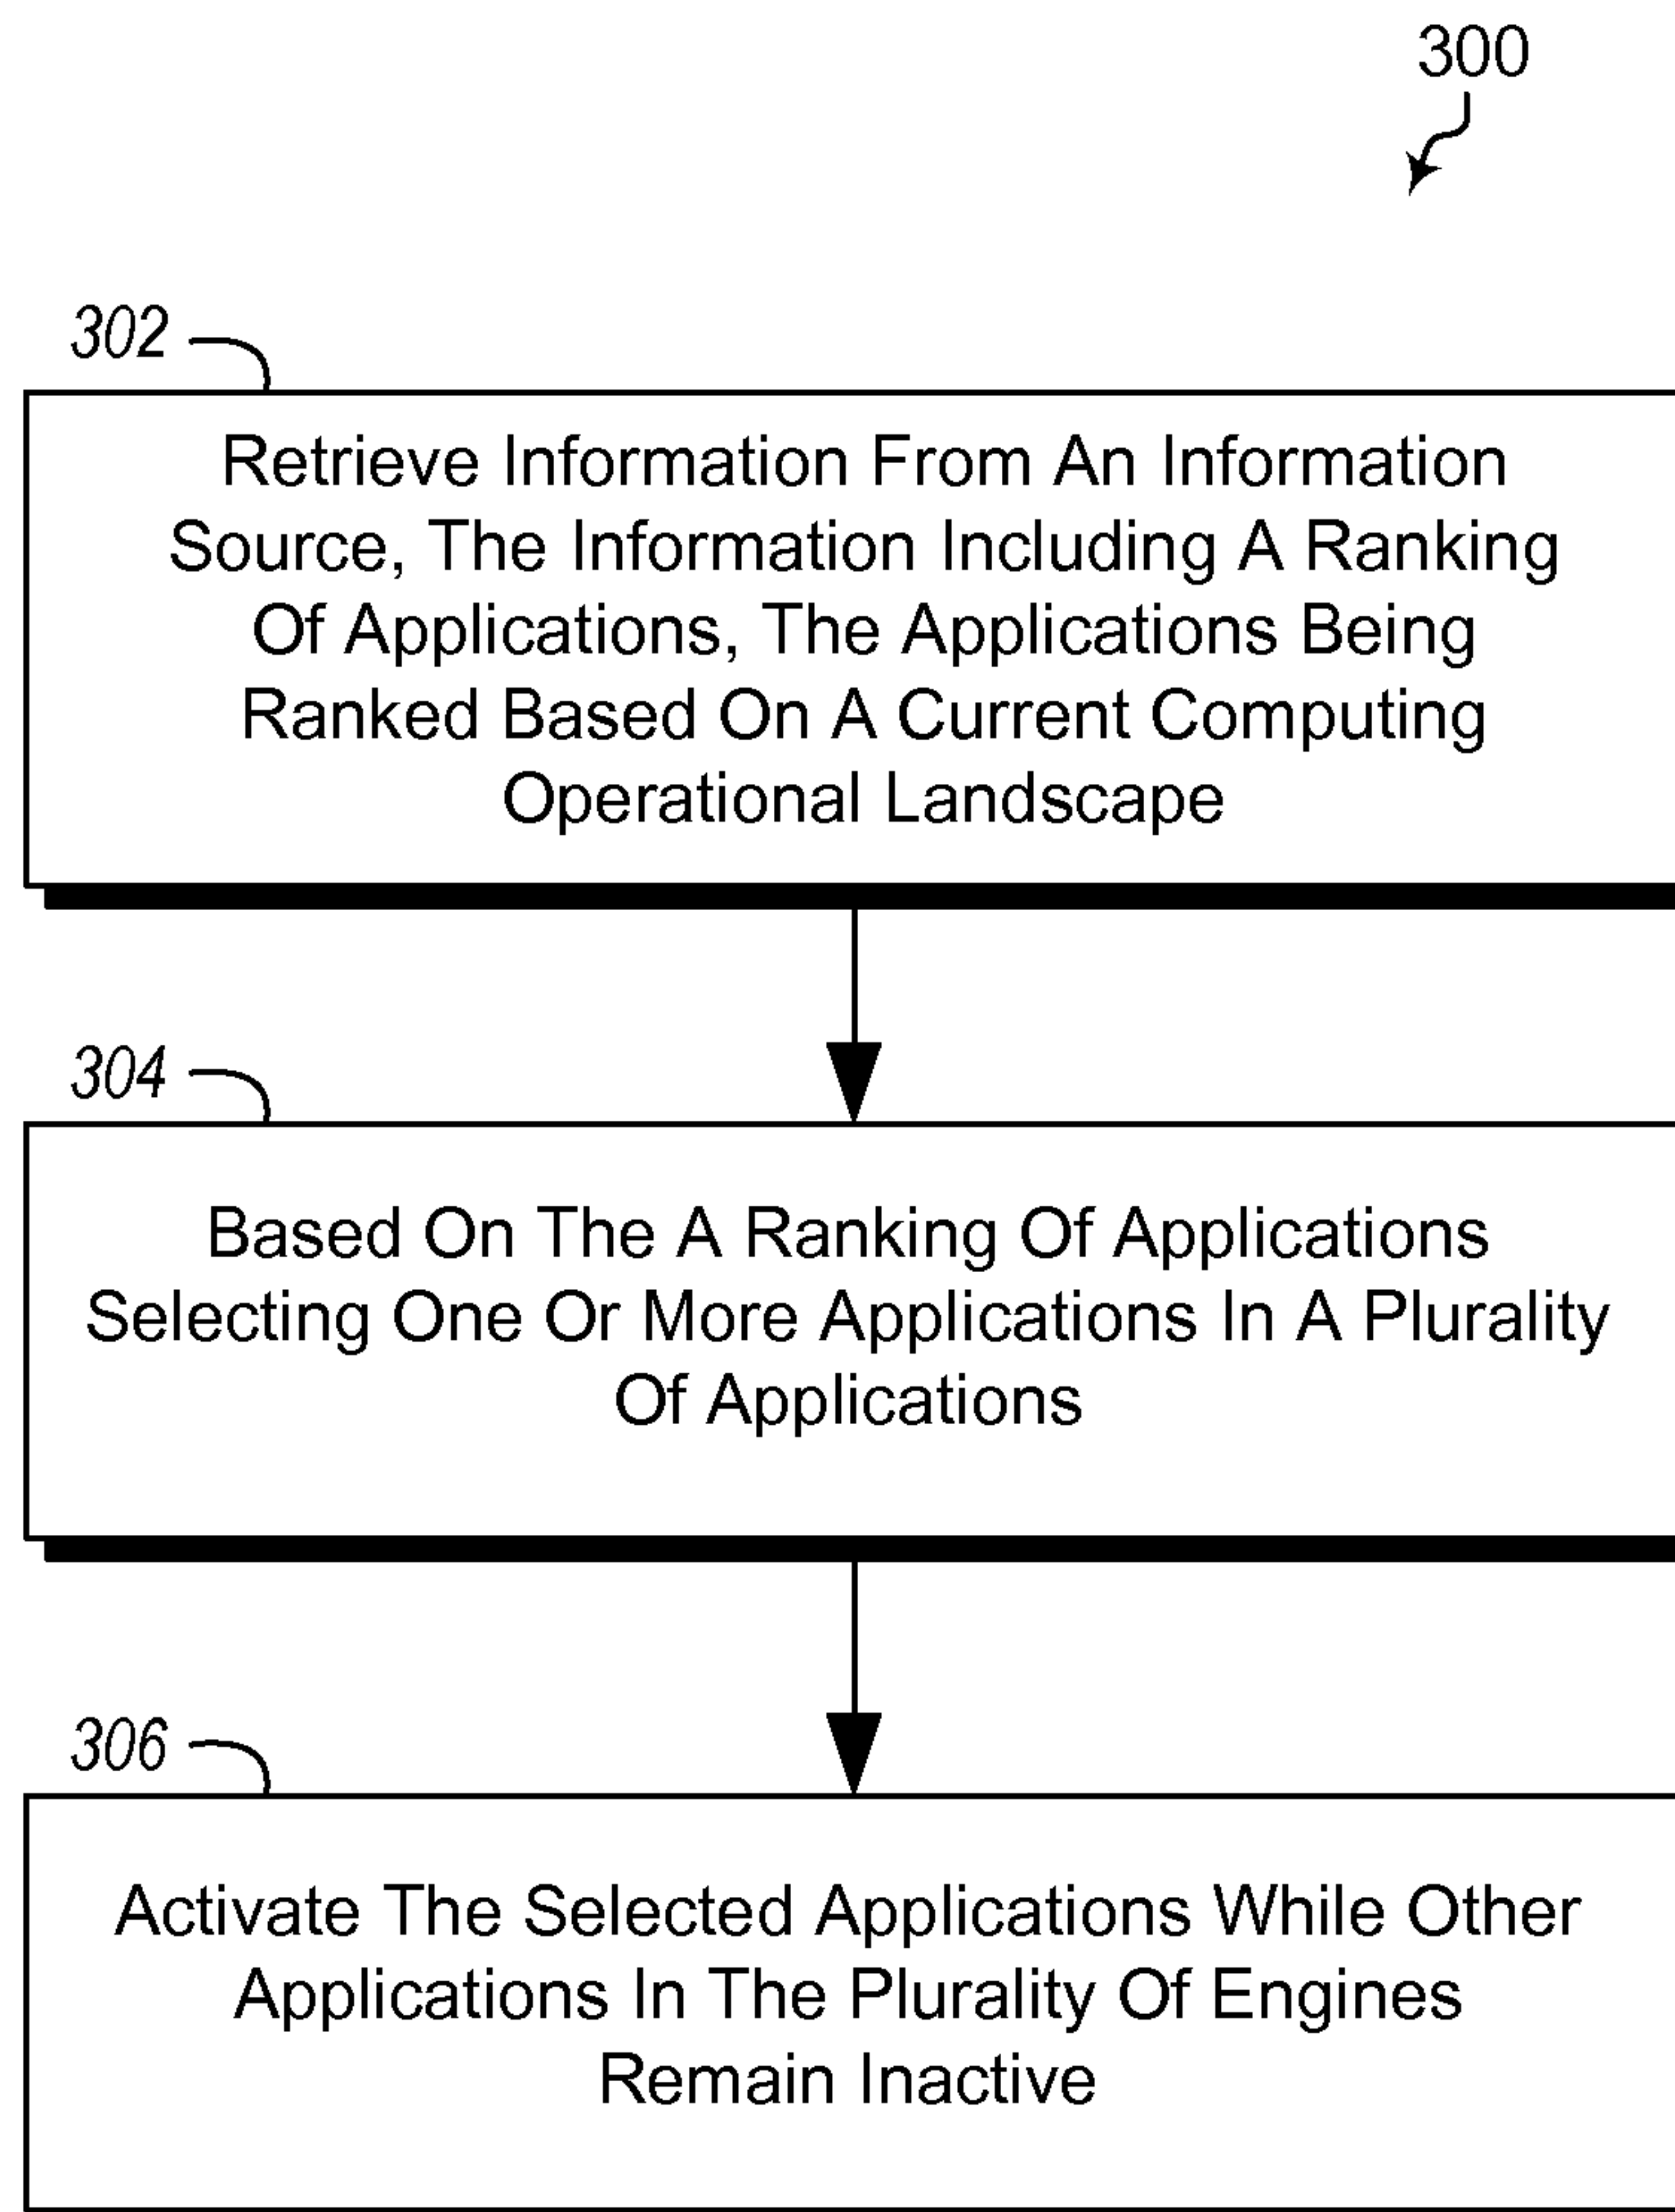 300
302
Retrieve Information From An Information
Source, The Information Including A Ranking
Of Applications, The Applications Being
Ranked Based On A Current Computing
Operational Landscape
304
Based On The A Ranking Of Applications
Selecting One Or More Applications In A Plurality
Of Applications
306
Activate The Selected Applications While Other
Applications In The Plurality Of Engines
Remain Inactive